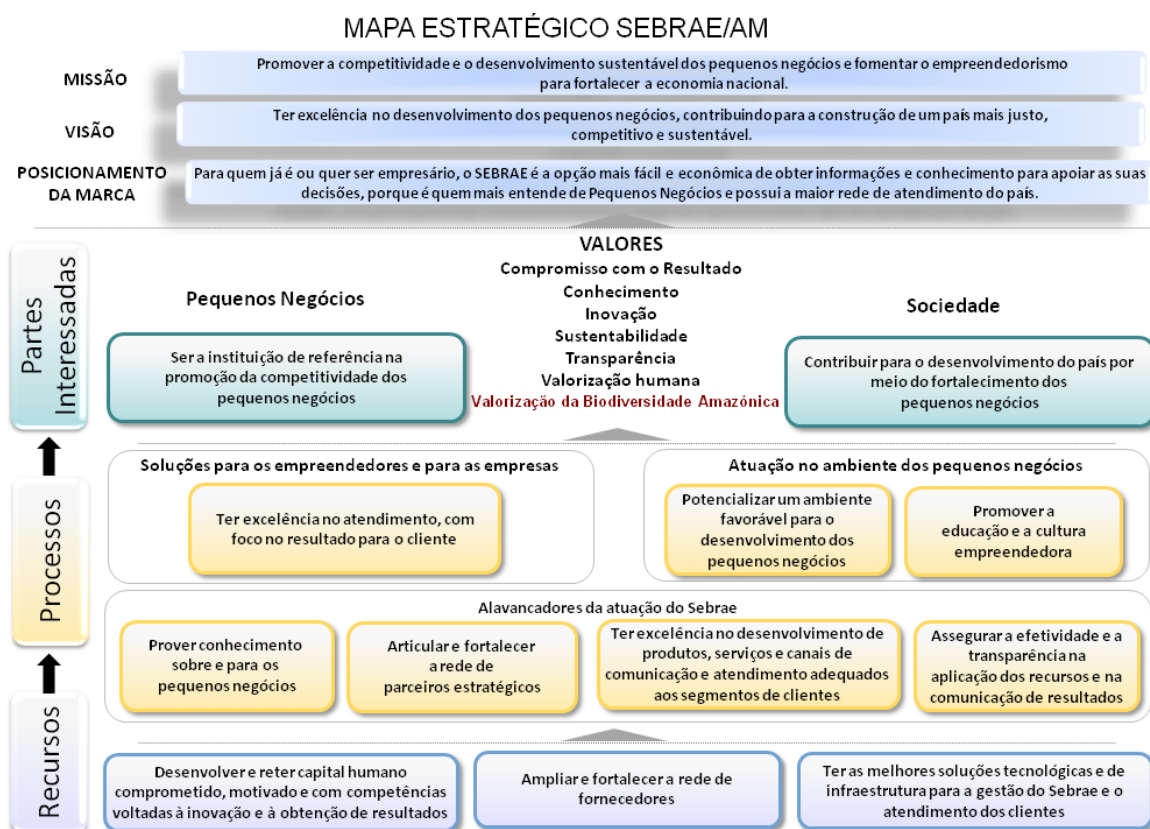 MAPA ESTRATÉGICO SEBRAE/AM
MISSÃO
Promover a competitividade e o desenvolvimento sustentável dos pequenos negócios e fomentar o empreendedorismo
para fortalecer a economia nacional.
VISÃO
Ter excelência no desenvolvimento dos pequenos negócios, contribuindo para a construção de um país mais justo,
competitivo e sustentável.
POSICIONAMENTO
DA MARCA
Para quem já é ou quer ser empresário, o SEBRAE é a opção mais fácil e econômica de obter informações e conhecimento para apoiar as suas
decisões, porque é quem mais entende de Pequenos Negócios e possui a maior rede de atendimento do país.
Partes
Interessadas
VALORES
Compromisso com o Resultado
Conhecimento
Inovação
Sustentabilidade
Transparência
Valorização humana
Valorização da Biodiversidade Amazônica
Pequenos Negócios
Ser a instituição de referência na
promoção da competitividade dos
pequenos negócios
Sociedade
Contribuir para o desenvolvimento do país por
meio do fortalecimento dos
pequenos negócios
Processos
Soluções para os empreendedores e para as empresas
Ter excelência no atendimento, com
foco no resultado para o cliente
Atuação no ambiente dos pequenos negócios
Potencializar um ambiente
favorável para o
desenvolvimento dos
pequenos negócios
Promover a
educação e a cultura
empreendedora
Alavancadores da atuação do Sebrae
Prover conhecimento
sobre e para os
pequenos negócios
Articular e fortalecer
a rede de
parceiros estratégicos
Ter excelência no desenvolvimento de
produtos, serviços e canais de
comunicação e atendimento adequados
aos segmentos de clientes
Assegurar a efetividade e a
transparência na
aplicação dos recursos e na
comunicação de resultados
Recursos
Desenvolver e reter capital humano
comprometido, motivado e com competências
voltadas à inovação e à obtenção de resultados
Ampliar e fortalecer a rede de
fornecedores
Ter as melhores soluções tecnológicas e de
infraestrutura para a gestão do Sebrae e o
atendimento dos clientes